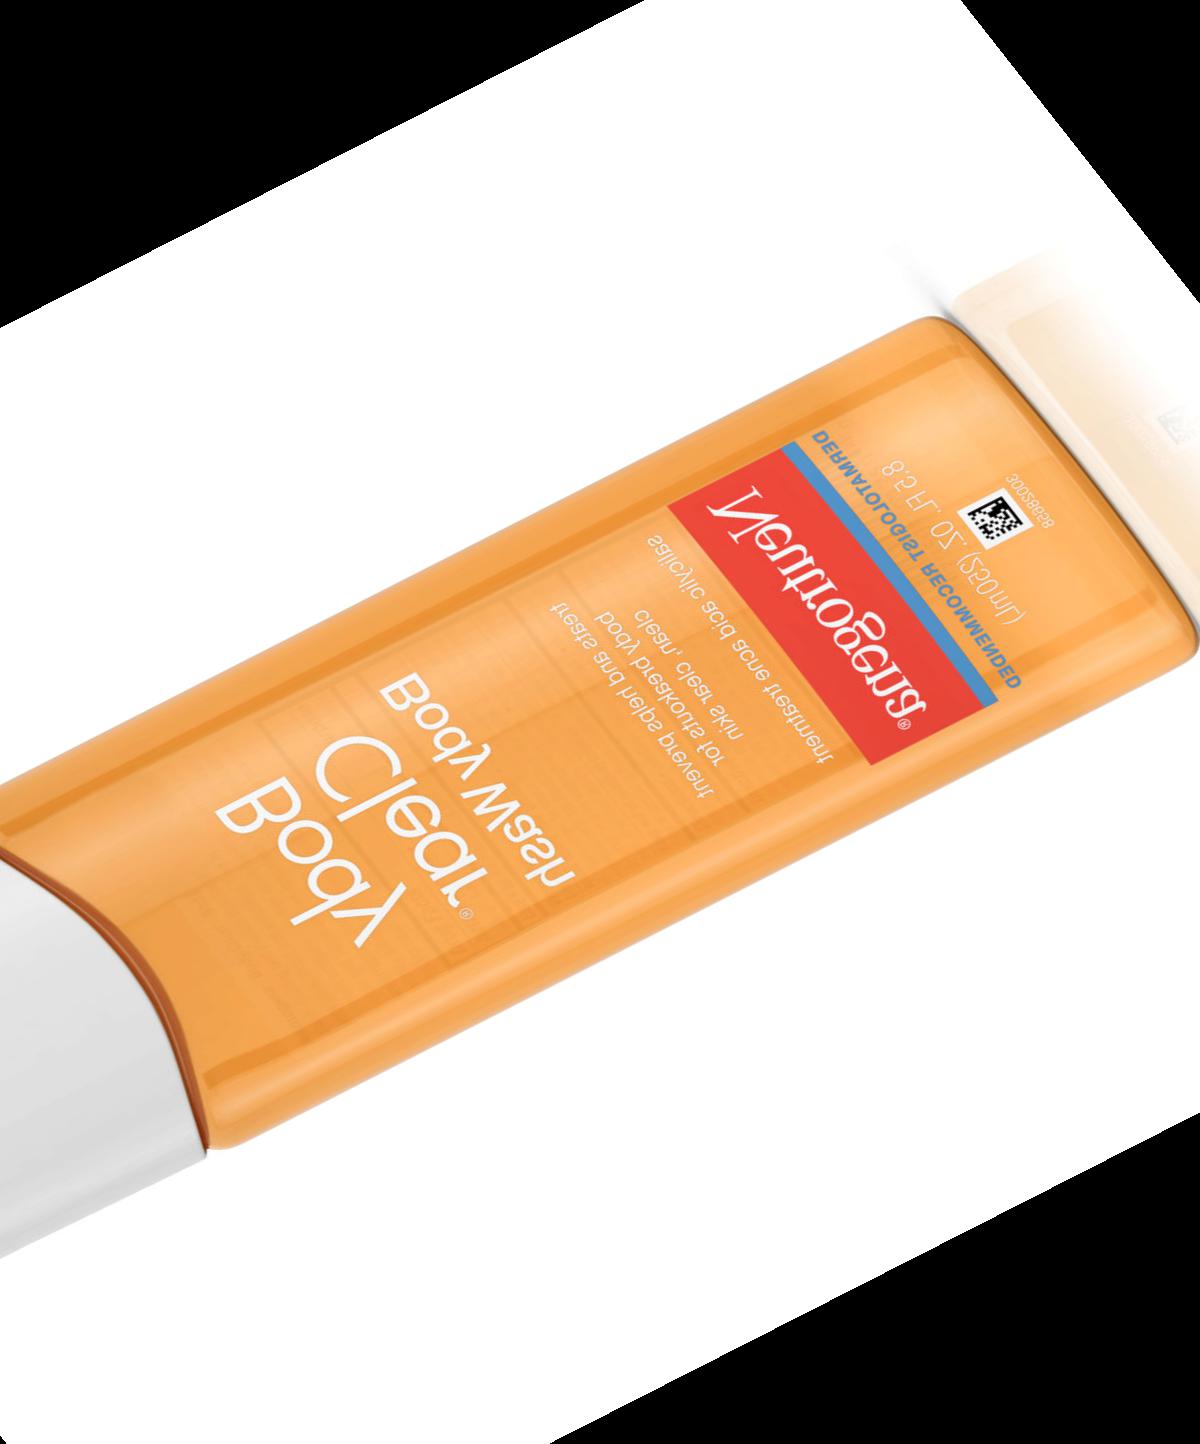 Body
Clear®
Body Wash
treats and helps prevent
body breakouts for
clean, clear skin
salicylic acid acne treatment
Neutrogena®
DERMATOLOGIST RECOMMENDED
8.5 FL. OZ. (250mL)
30028658